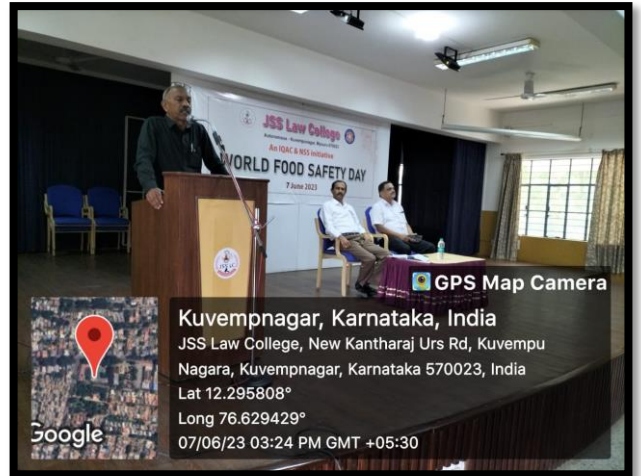 JSS Law College
An IQAC & NSS Initiative
WORLD FOOD SAFETY DAY
7 June 2023
GPS Map Camera
Kuvempnagar, Karnataka, India
JSS Law College, New Kantharaj Urs Rd, Kuvempu
Nagara, Kuvempnagar, Karnataka 570023, India
Lat 12.295808°
Long 76.629429°
07/06/23 03:24 PM GMT +05:30
Google